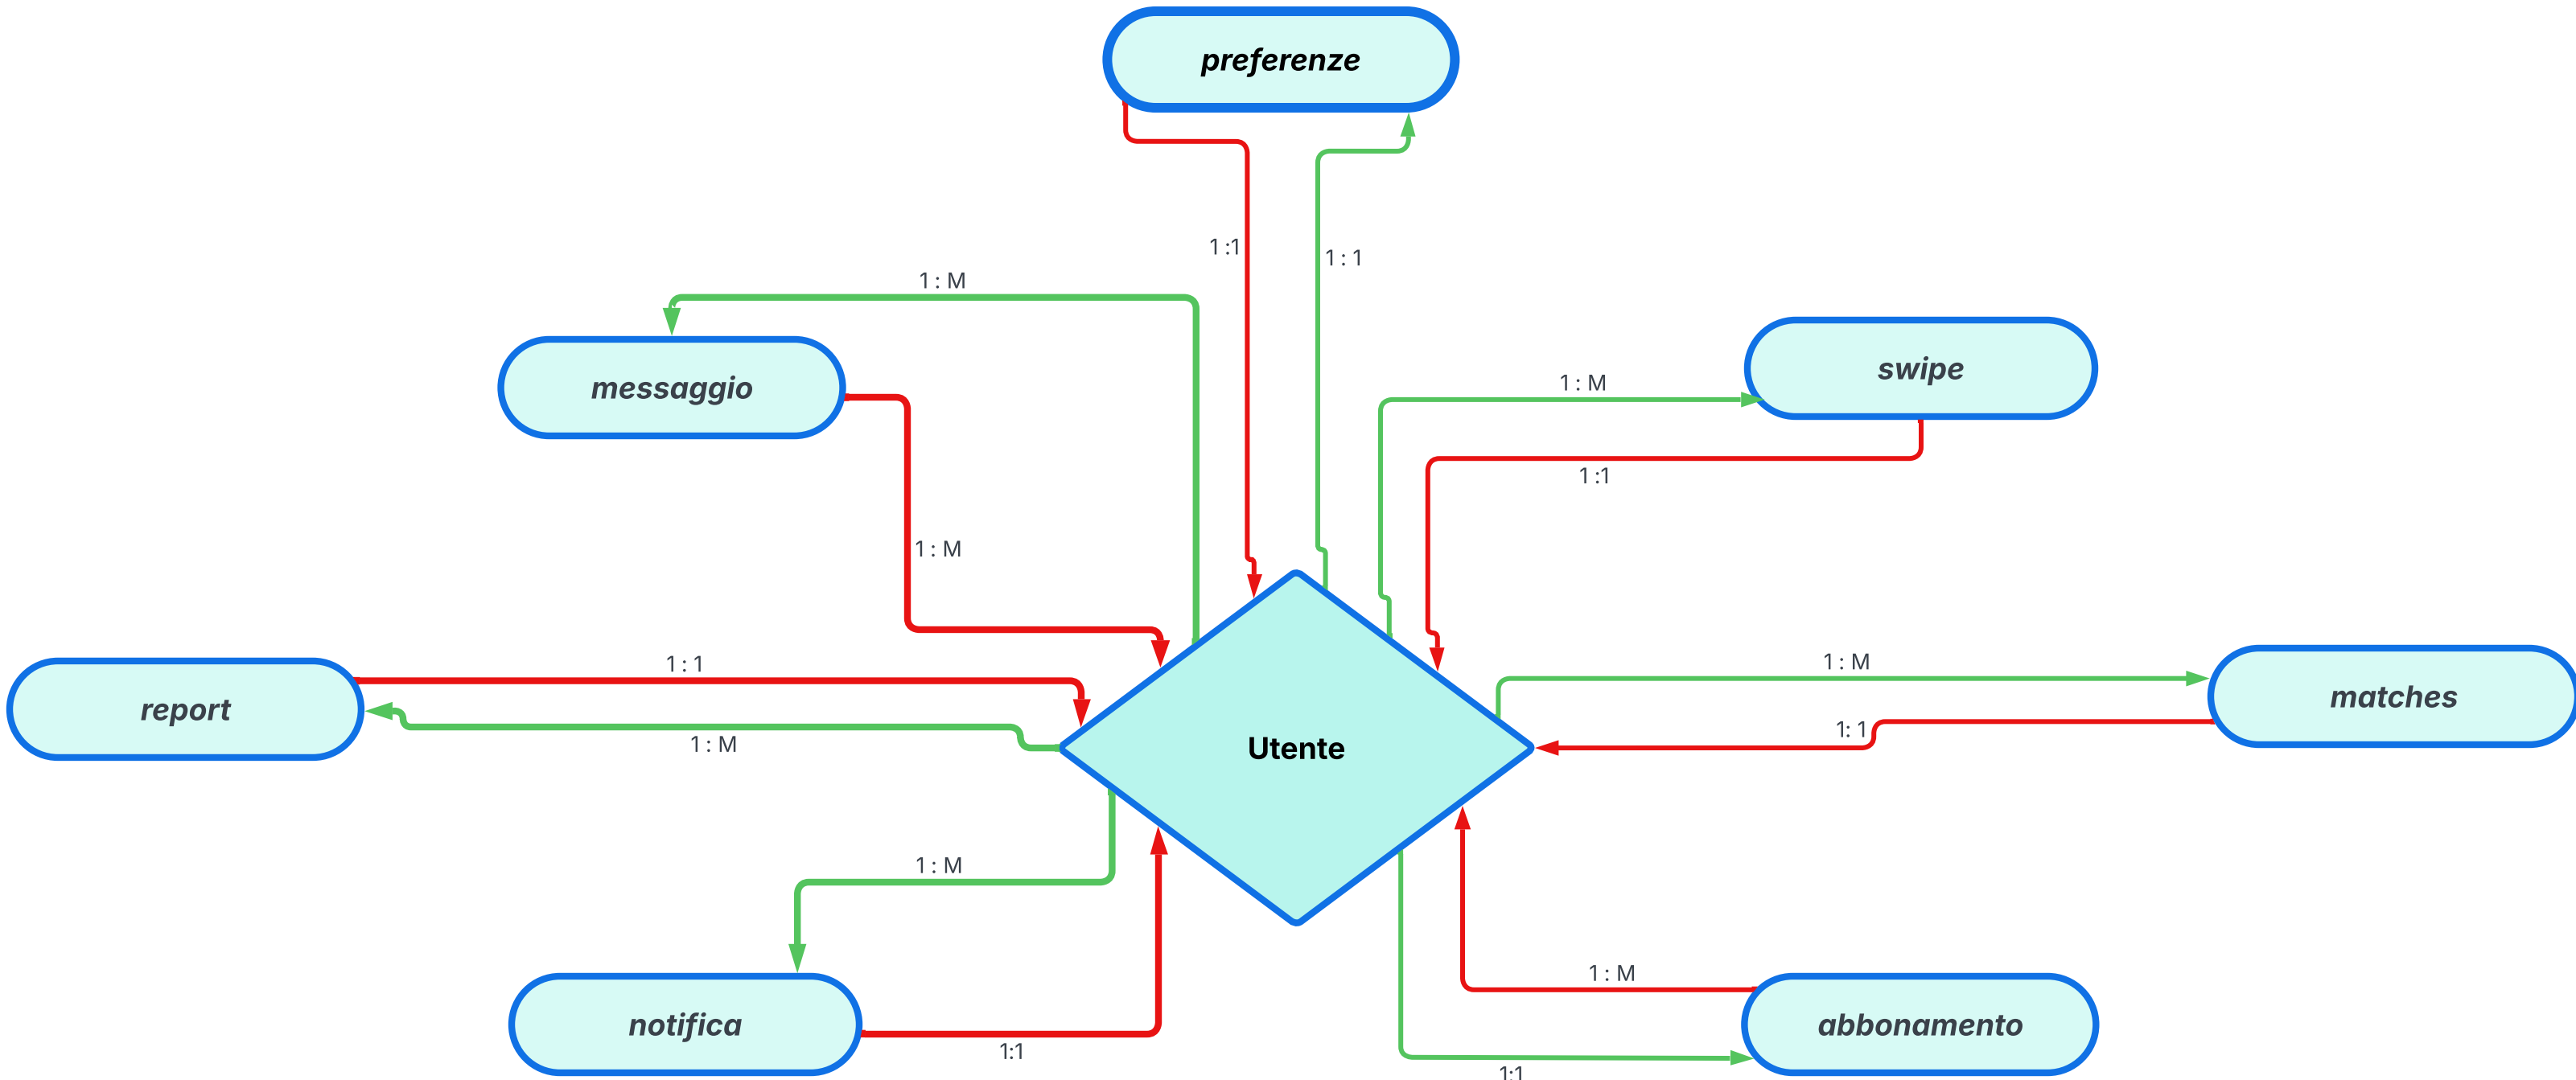 preferenze
1 :1
1 : 1
1 : M
messaggio
swipe
1 : M
1 :1
1 : M
report
1 : 1
1 : M
Utente
1 : M
matches
1: 1
1 : M
notifica
1:1
1 : M
abbonamento
1:1